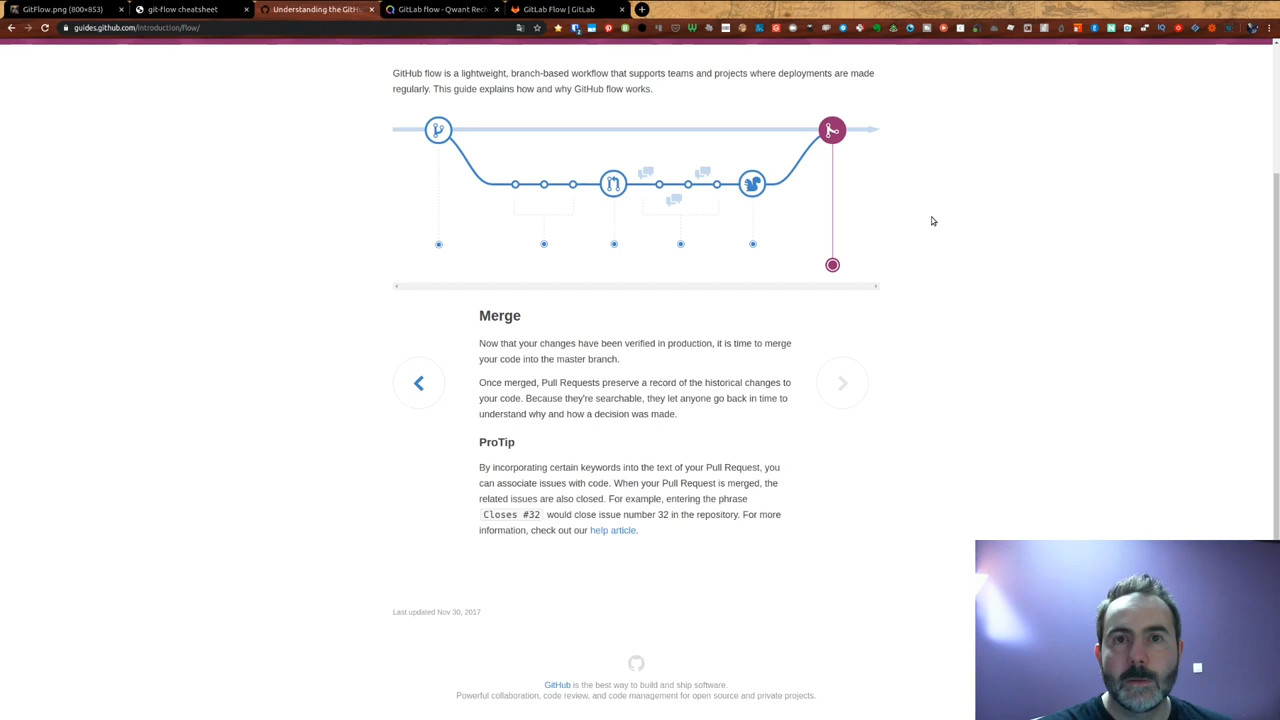 GitFlow.png (800×853)
git-flow cheatsheet
Understanding the GitHu
GitLab flow - Qwant Rech
GitLab Flow | GitLab
guides.github.com/introduction/flow/
GitHub flow is a lightweight, branch-based workflow that supports teams and projects where deployments are made
regularly. This guide explains how and why GitHub flow works.
Merge
Now that your changes have been verified in production, it is time to merge
your code into the master branch.
Once merged, Pull Requests preserve a record of the historical changes to
your code. Because they're searchable, they let anyone go back in time to
understand why and how a decision was made.
ProTip
By incorporating certain keywords into the text of your Pull Request, you
can associate issues with code. When your Pull Request is merged, the
related issues are also closed. For example, entering the phrase
Closes #32 would close issue number 32 in the repository. For more
information, check out our help article.
Last updated Nov 30, 2017
GitHub is the best way to build and ship software.
Powerful collaboration, code review, and code management for open source and private projects.